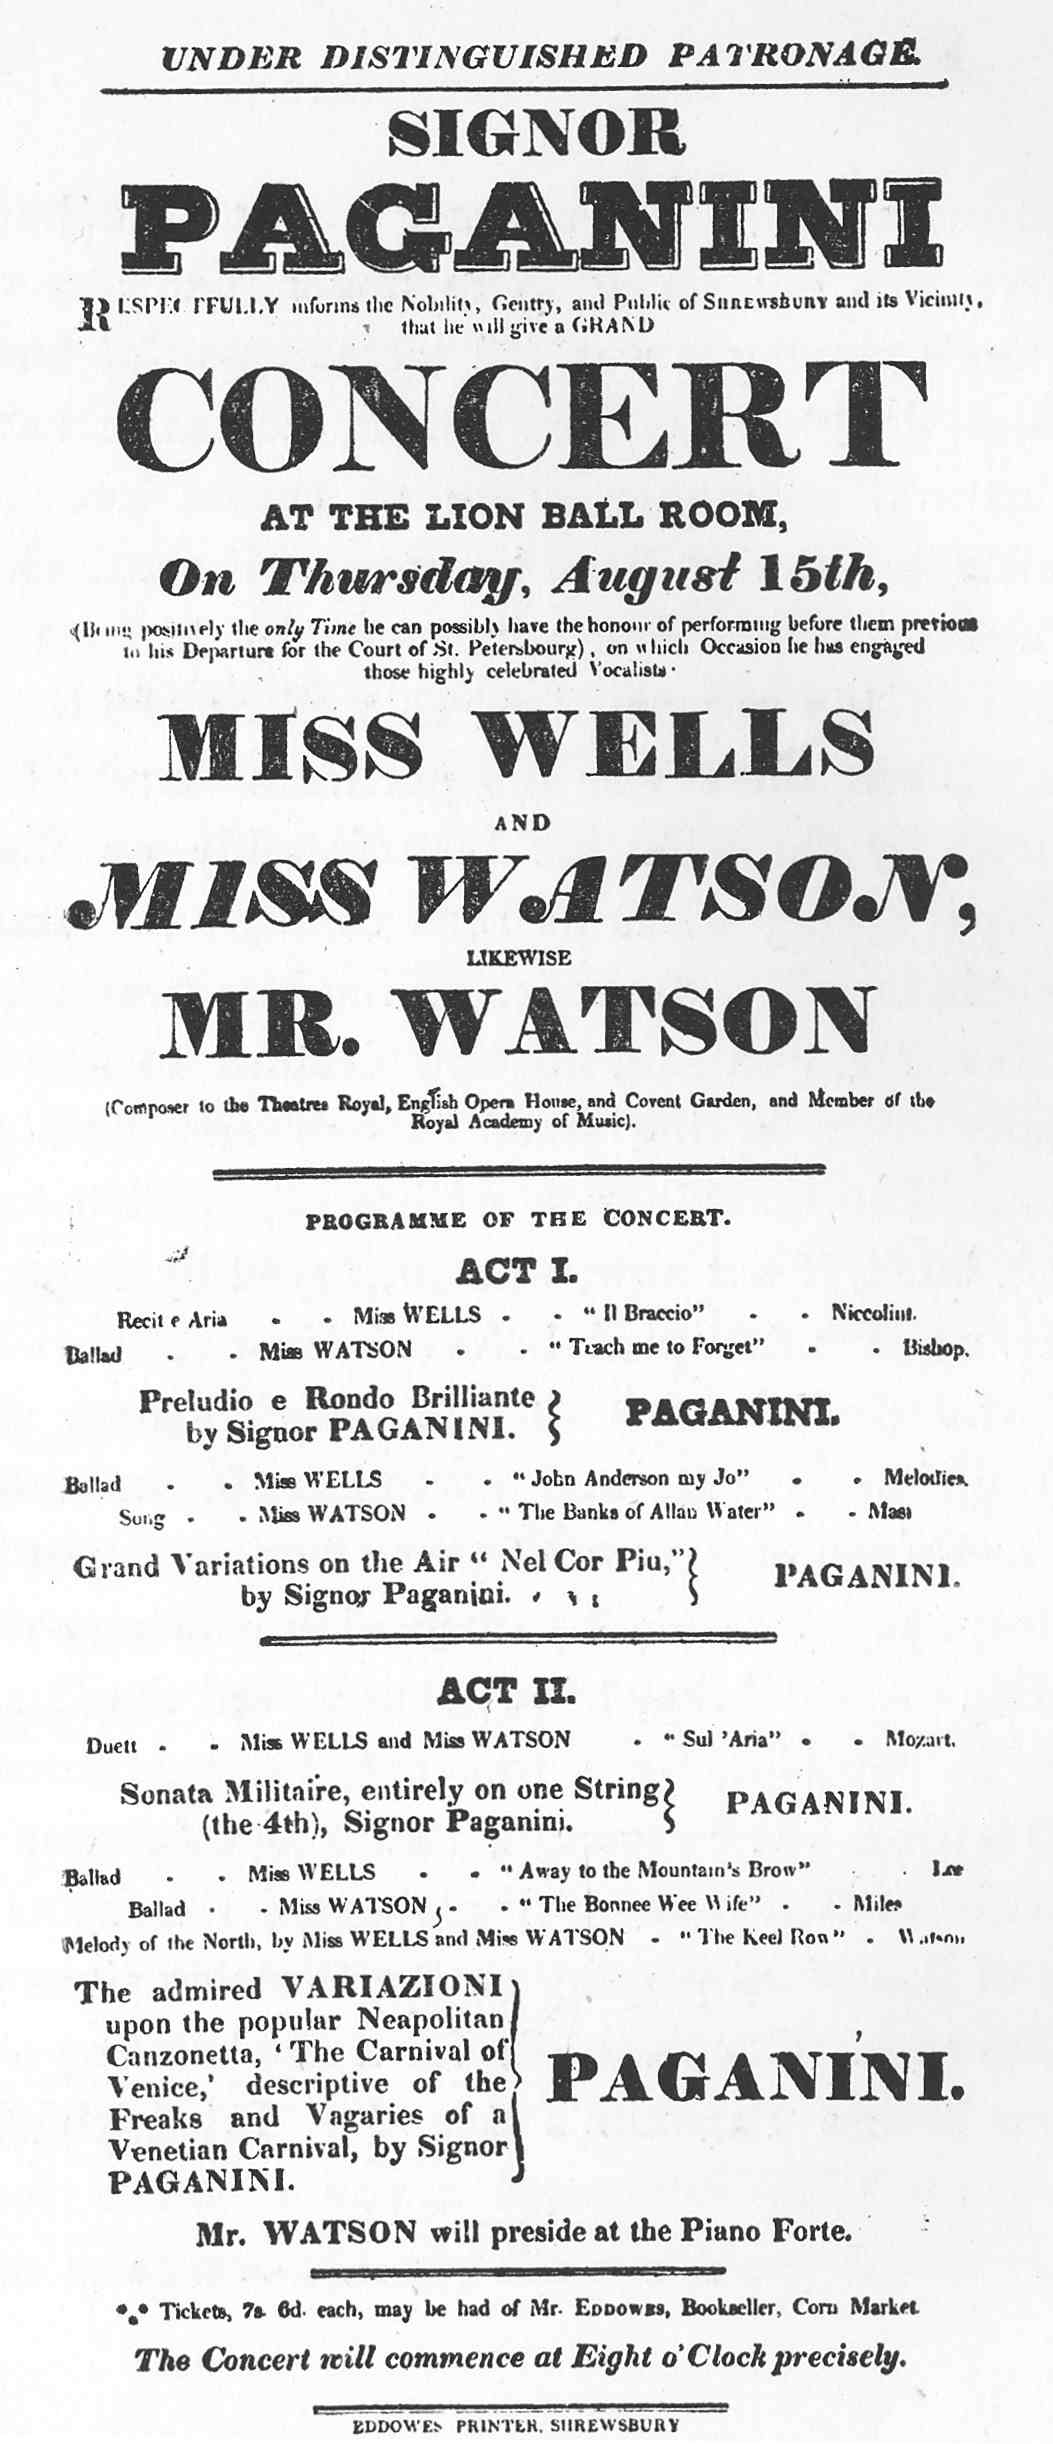 UNDER DISTINGUISHED PATRONAGE.
SIGNOR
PAGANINI
RESPECTFULLY informs the Nobility, Gentry, and Public of SHREWSBURY and its Vicinity,
that he will give a GRAND
CONCERT
AT THE LION BALL ROOM,
On Thursday, August 15th,
(Being positively the only Time he can possibly have the honour of performing before them previous
to his Departure for the Court of St. Petersbourg), on which Occasion he has engaged
those highly celebrated Vocalists·
MISS WELLS
AND
MISS WATSON,
LIKEWISE
MR. WATSON
(Composer to the Theatres Royal, English Opera House, and Covent Garden, and Member of the
Royal Academy of Music).
PROGRAMME OF THE CONCERT.
ACT I.
Recit e Aria - - Miss WELLS - - "Il Braccio" - - Niccolini.
Ballad - - Miss WATSON - - "Teach me to Forget" - - Bishop.
Preludio e Rondo Brilliante
by Signor PAGANINI. } PAGANINI.
Ballad - - Miss WELLS - - "John Anderson my Jo" - - Melodies.
Song - - Miss WATSON - - "The Banks of Allan Water" - -
Grand Variations on the Air "Nel Cor Piu,"
by Signor Paganini. } PAGANINI.
ACT II.
Duett - - Miss WELLS and Miss WATSON - "Sul 'Aria" - - Mozart.
Sonata Militaire, entirely on one String
(the 4th), Signor Paganini. } PAGANINI.
Ballad - - Miss WELLS - - "Away to the Mountain's Brow" - - Lee
Ballad - - Miss WATSON, - - "The Bonnee Wee Wife" - - Miles
Melody of the North, by Miss WELLS and Miss WATSON - "The Keel Row" - Watson
The admired VARIAZIONI
upon the popular Neapolitan
Canzonetta, 'The Carnival of
Venice,' descriptive of the
Freaks and Vagaries of a
Venetian Carnival, by Signor
PAGANINI. } PAGANINI.
Mr. WATSON will preside at the Piano Forte.
Tickets, 7s. 6d. each, may be had of Mr. EDDOWES, Bookseller, Corn Market
The Concert will commence at Eight o'Clock precisely.
EDDOWES PRINTER, SHREWSBURY